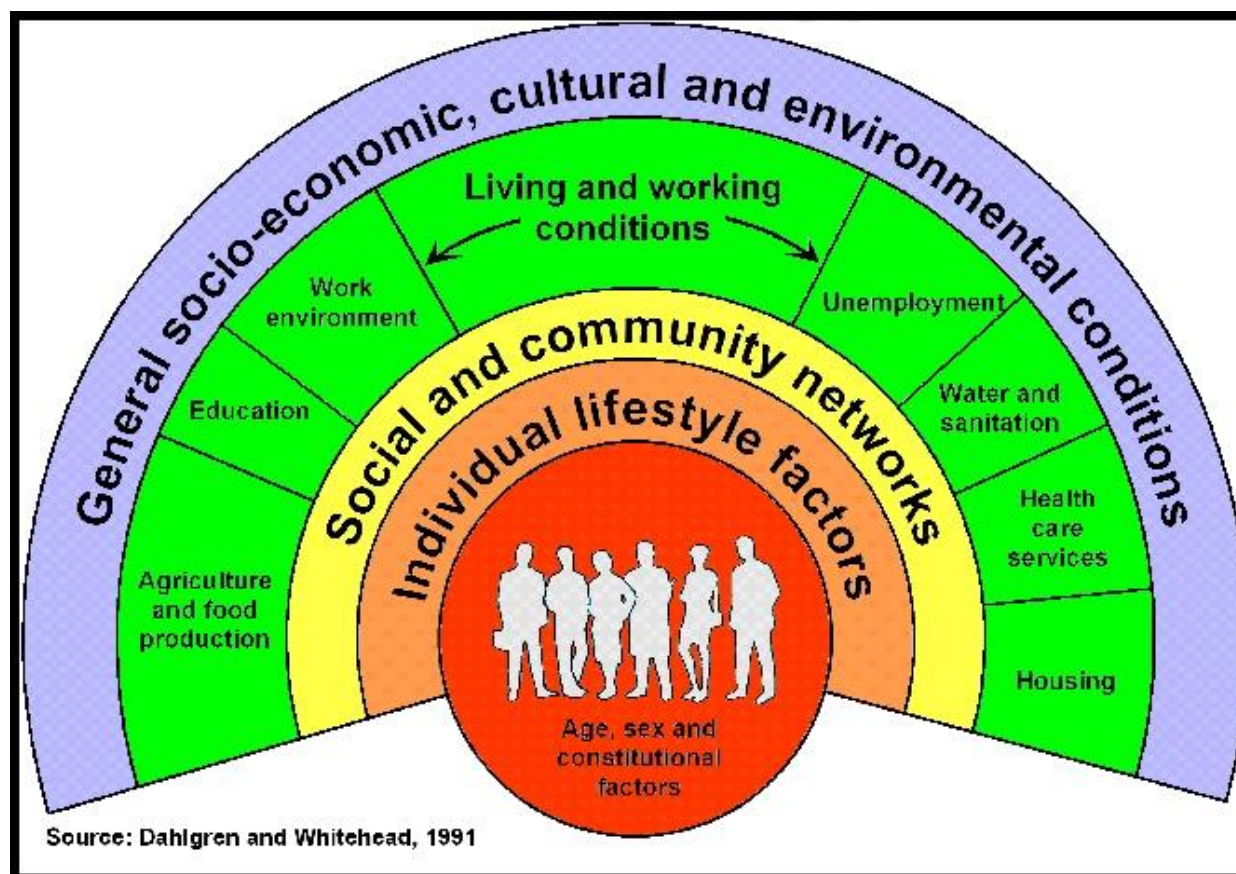 General socio-economic, cultural and environmental conditions
Living and working
conditions
Work
environment
Unemployment
Education
Water and
sanitation
Health
care
services
Agriculture
and food
production
Housing
Social and community networks
Individual lifestyle factors
Age, sex and
constitutional
factors
Source: Dahlgren and Whitehead, 1991